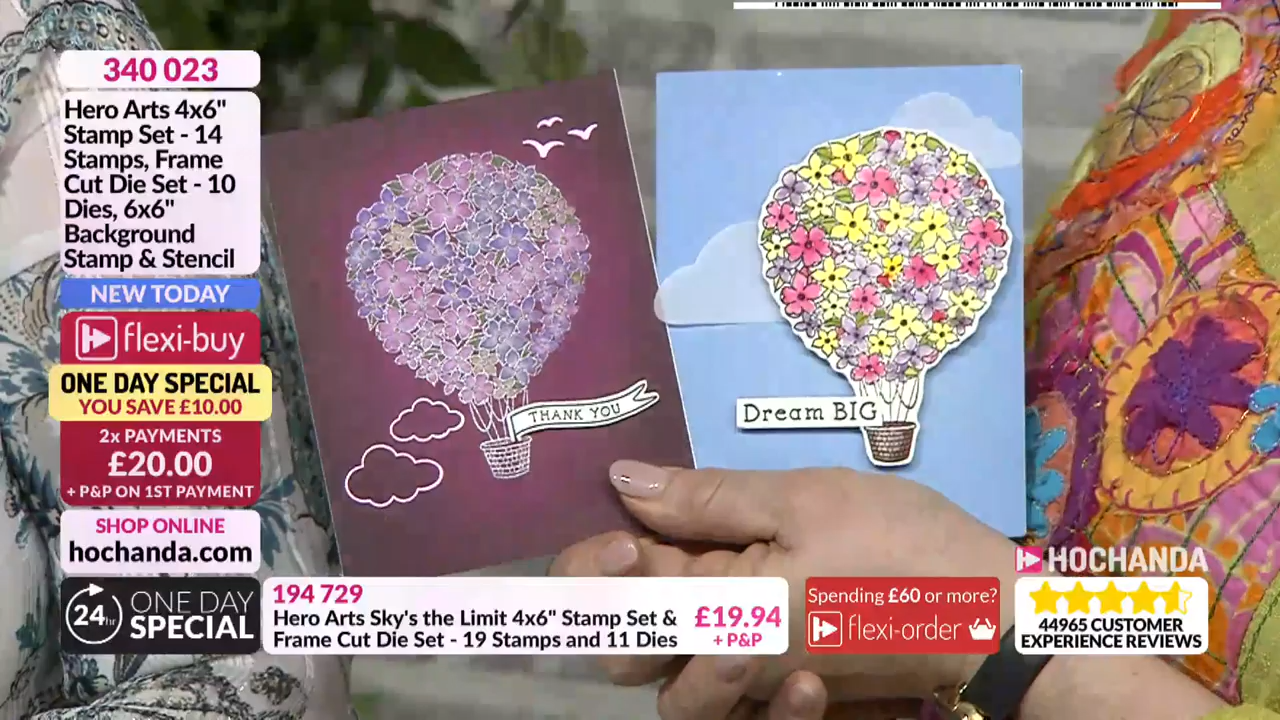 340 023
Hero Arts 4x6"
Stamp Set - 14
Stamps, Frame
Cut Die Set - 10
Dies, 6x6"
Background
Stamp & Stencil
NEW TODAY
flexi-buy
ONE DAY SPECIAL
YOU SAVE £10.00
2x PAYMENTS
£20.00
+ P&P ON 1ST PAYMENT
SHOP ONLINE
hochanda.com
THANK YOU
Dream BIG
HOCHANDA
24hr ONE DAY
SPECIAL
194 729
Hero Arts Sky's the Limit 4x6" Stamp Set &
Frame Cut Die Set - 19 Stamps and 11 Dies
£19.94
+ P&P
Spending £60 or more?
flexi-order
44965 CUSTOMER
EXPERIENCE REVIEWS